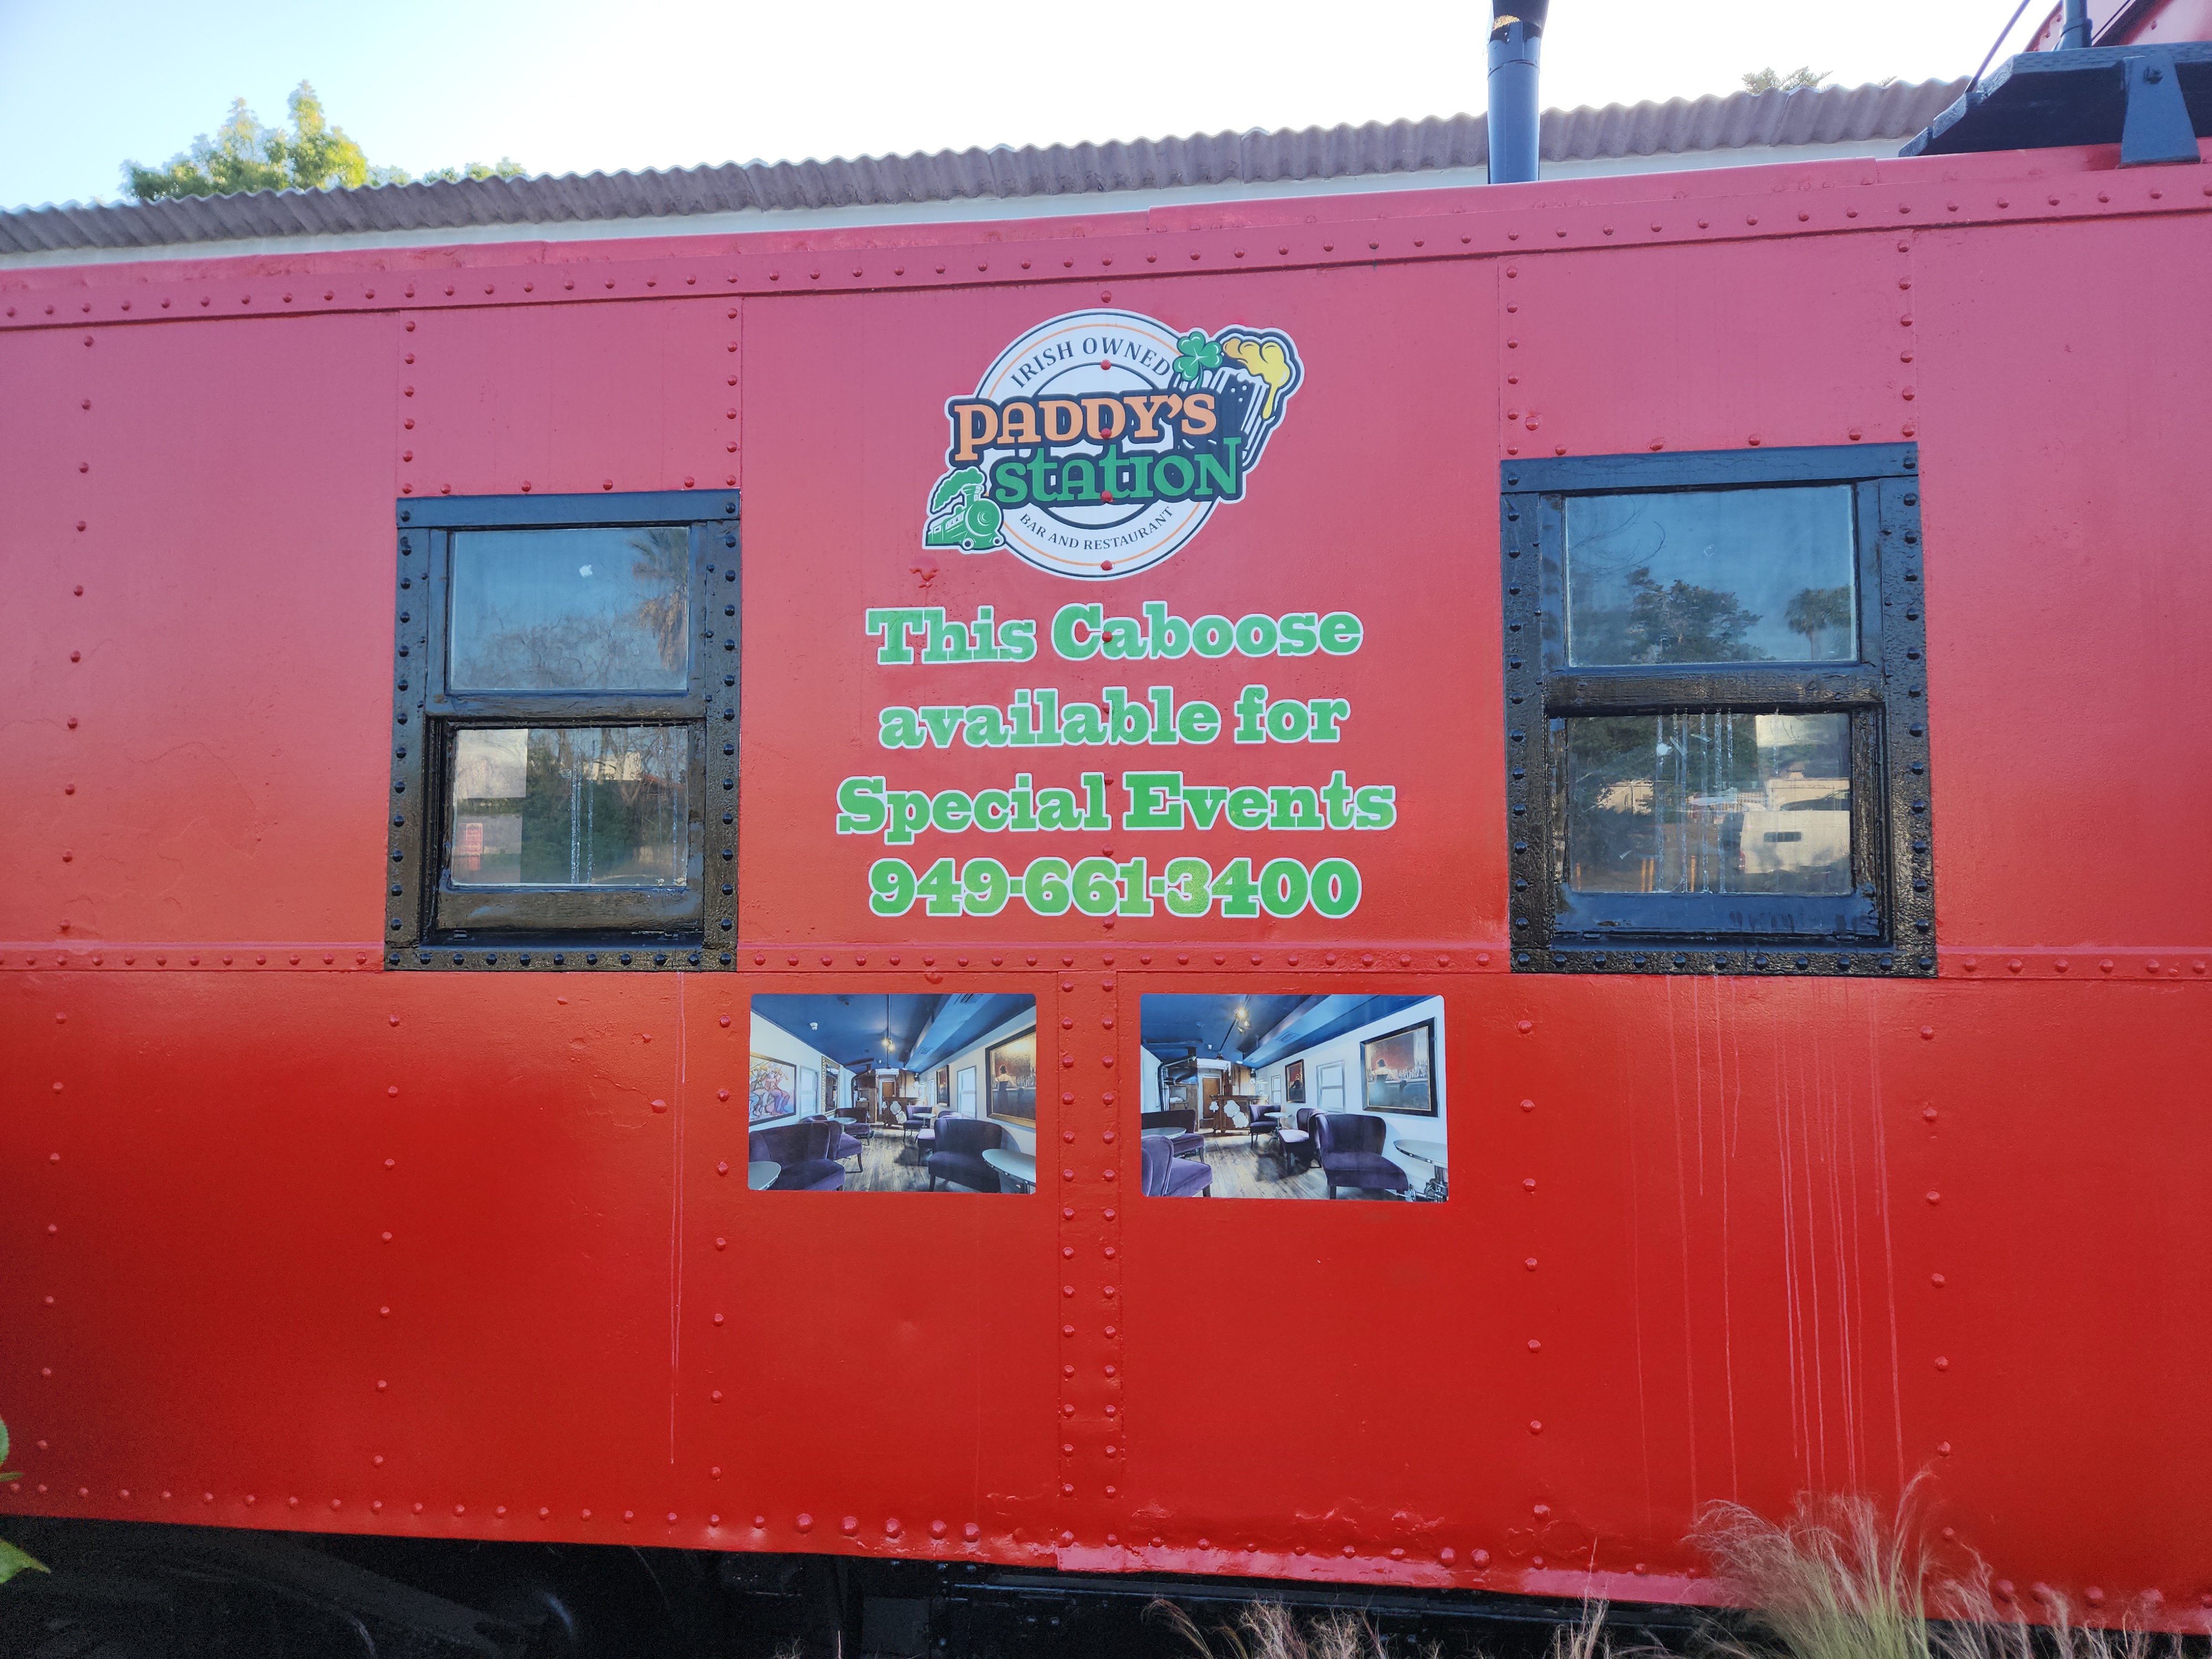 IRISH OWNED
PADDY'S
STATION
BAR AND RESTAURANT
This Caboose
available for
Special Events
949-661-3400